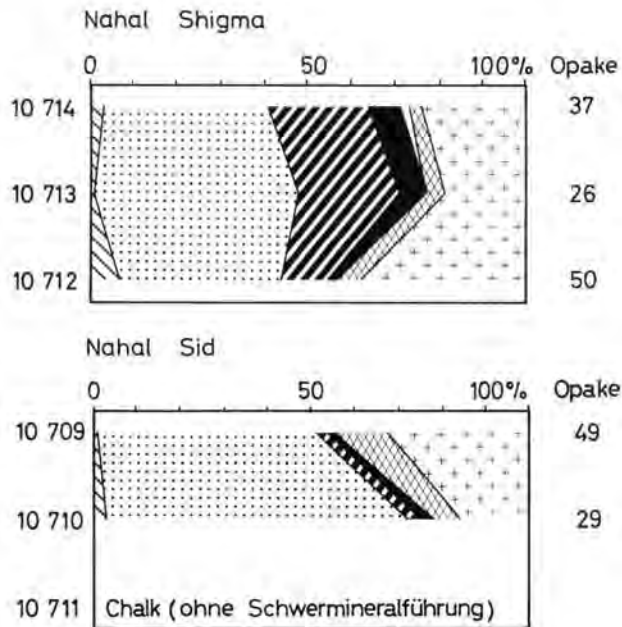 Nahal Shigma
0 50 100% Opake
10 714 37
10 713 26
10 712 50
Nahal Sid
0 50 100% Opake
10 709 49
10 710 29
10 711 Chalk (ohne Schwermineralführung)